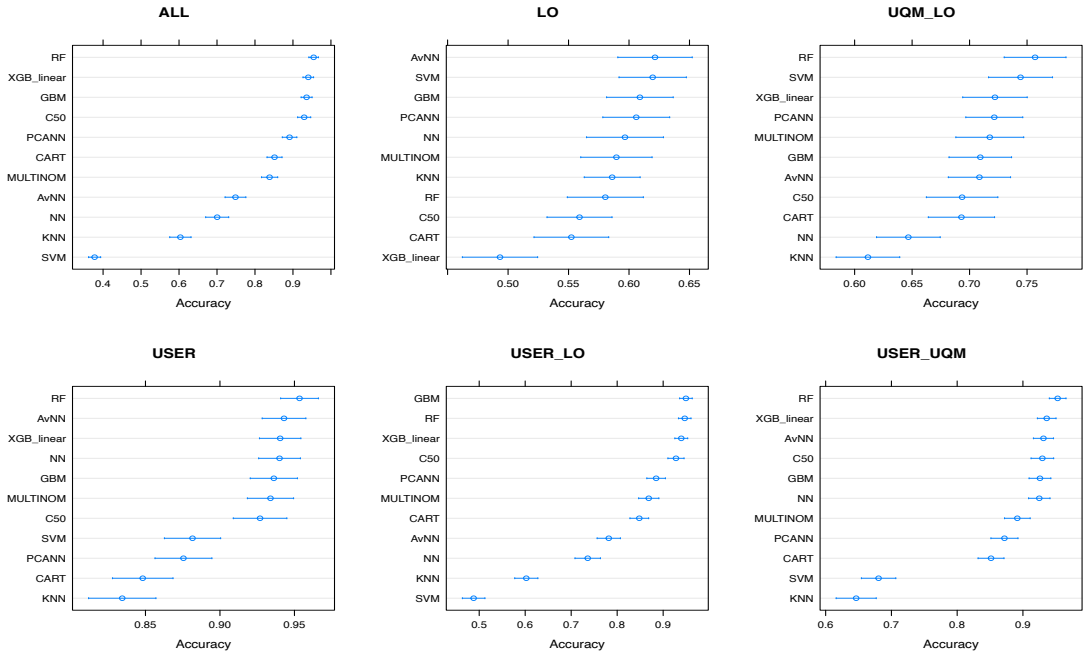 ALL
RF
XGB_linear
GBM
C50
PCANN
CART
MULTINOM
AvNN
NN
KNN
SVM
0.4 0.5 0.6 0.7 0.8 0.9
Accuracy
LO
AvNN
SVM
GBM
PCANN
NN
MULTINOM
KNN
RF
C50
CART
XGB_linear
0.50 0.55 0.60 0.65
Accuracy
UQM_LO
RF
SVM
XGB_linear
PCANN
MULTINOM
GBM
AvNN
C50
CART
NN
KNN
0.60 0.65 0.70 0.75
Accuracy
USER
RF
AvNN
XGB_linear
NN
GBM
MULTINOM
C50
SVM
PCANN
CART
KNN
0.85 0.90 0.95
Accuracy
USER_LO
GBM
RF
XGB_linear
C50
PCANN
MULTINOM
CART
AvNN
NN
KNN
SVM
0.5 0.6 0.7 0.8 0.9
Accuracy
USER_UQM
RF
XGB_linear
AvNN
C50
GBM
NN
MULTINOM
PCANN
CART
SVM
KNN
0.6 0.7 0.8 0.9
Accuracy